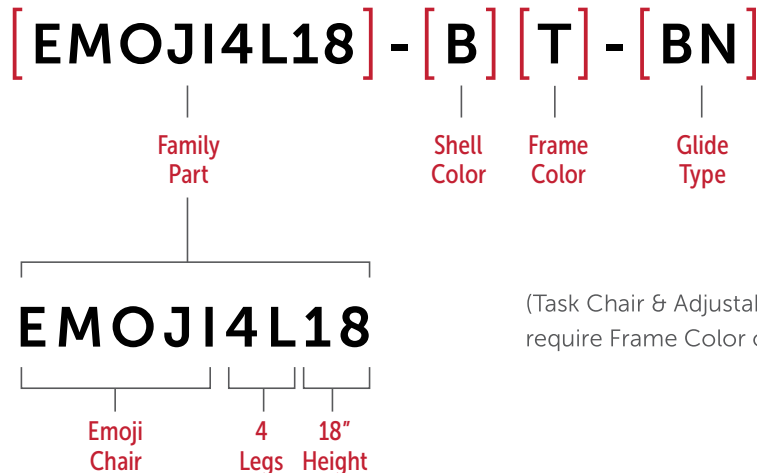 [EMOJI4L18]-[B][T]-[BN]
Family
Part
Shell
Color
Frame
Color
Glide
Type
(Task Chair &
require Frame Color
EMOJI4L18
Emoji
Chair
4
Legs
18"
Height